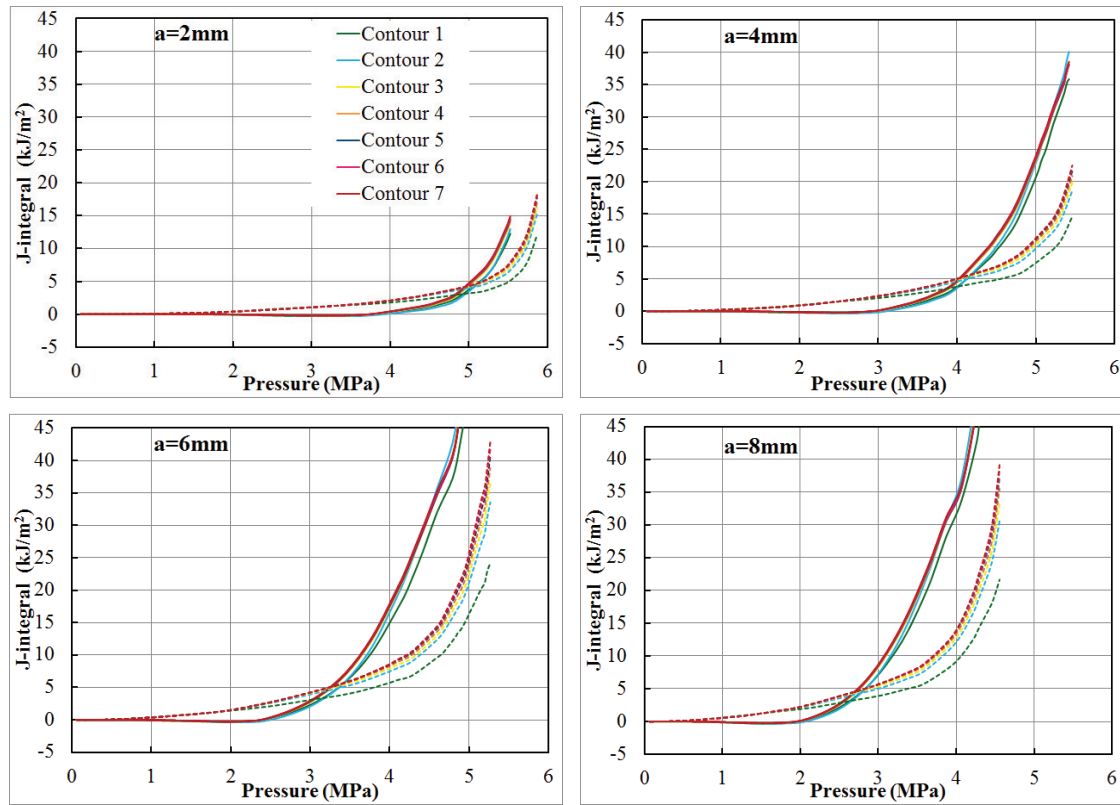 a=2mm
Contour 1
Contour 2
Contour 3
Contour 4
Contour 5
Contour 6
Contour 7
45
40
35
30
25
20
15
10
5
0
-5
J-integral (kJ/m²)
0 1 2 3 4 5 6
Pressure (MPa)
a=4mm
45
40
35
30
25
20
15
10
5
0
-5
J-integral (kJ/m²)
0 1 2 3 4 5 6
Pressure (MPa)
a=6mm
45
40
35
30
25
20
15
10
5
0
-5
J-integral (kJ/m²)
0 1 2 3 4 5 6
Pressure (MPa)
a=8mm
45
40
35
30
25
20
15
10
5
0
-5
J-integral (kJ/m²)
0 1 2 3 4 5 6
Pressure (MPa)